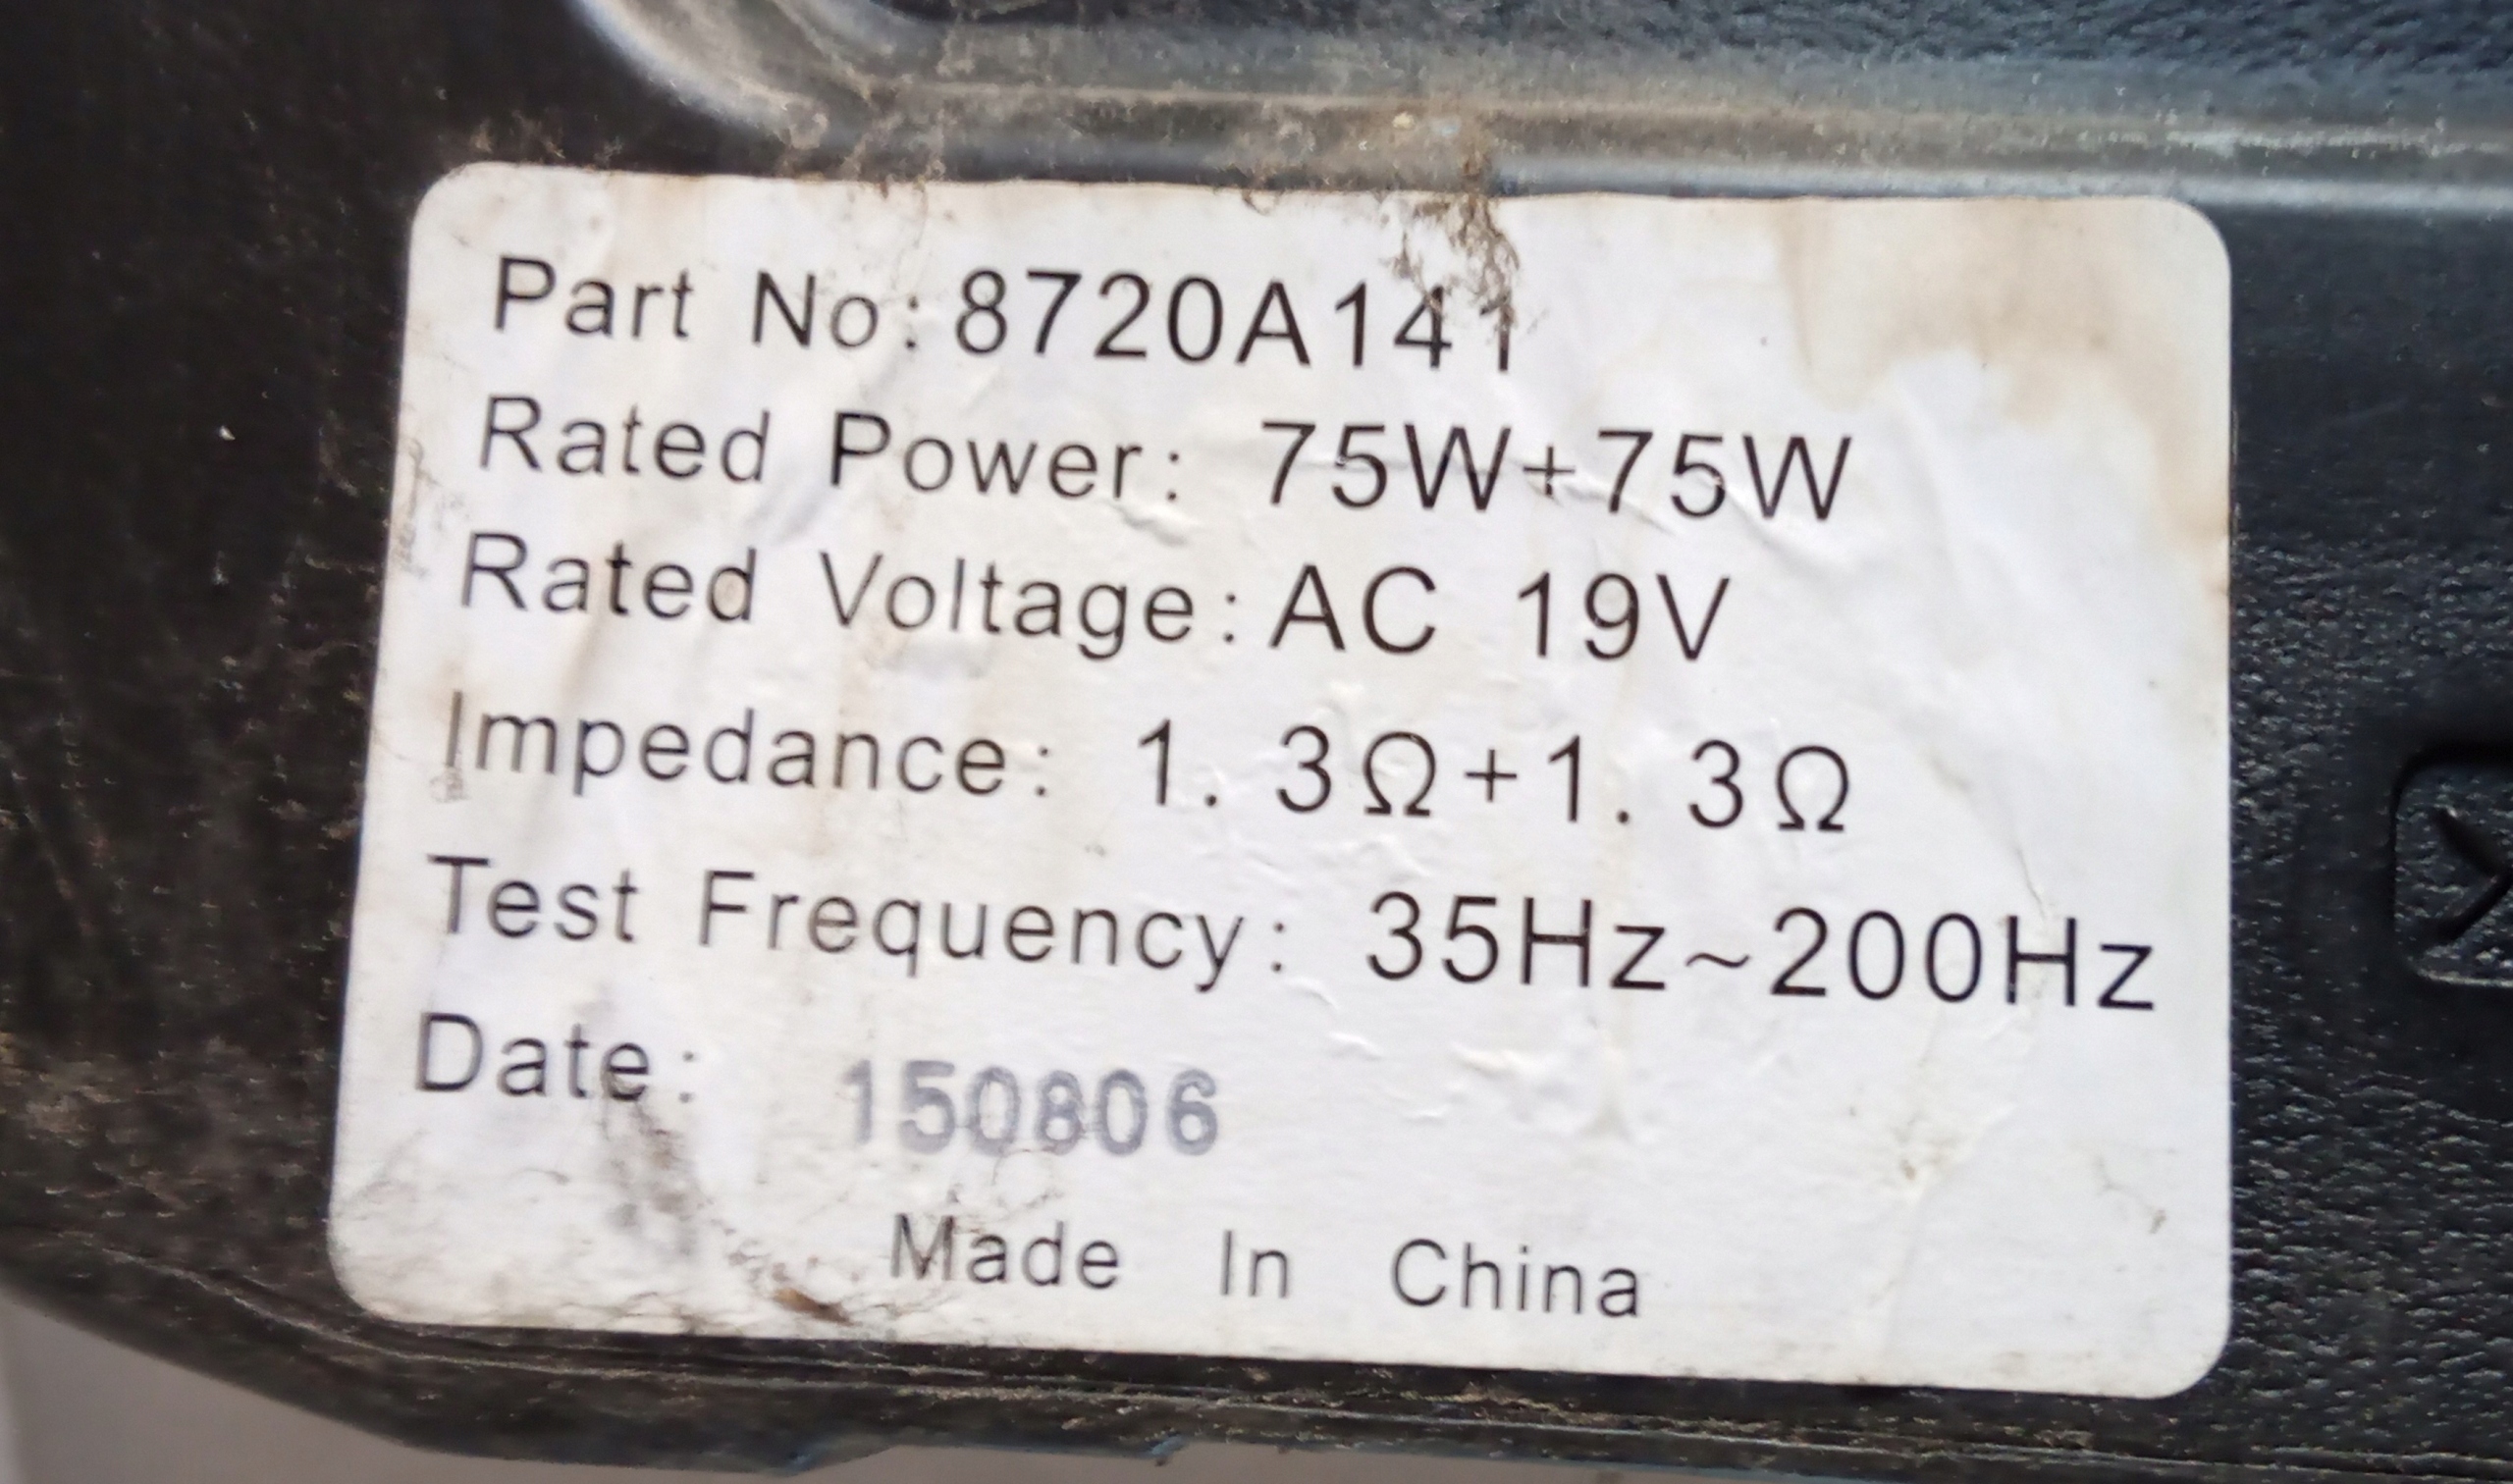 Part No:8720A141
Rated Power: 75W+75W
Rated Voltage:AC 19V
Impedance: 1. 3Ω+1. 3Ω
Test Frequency: 35Hz~200Hz
Date: 150806
Made In China